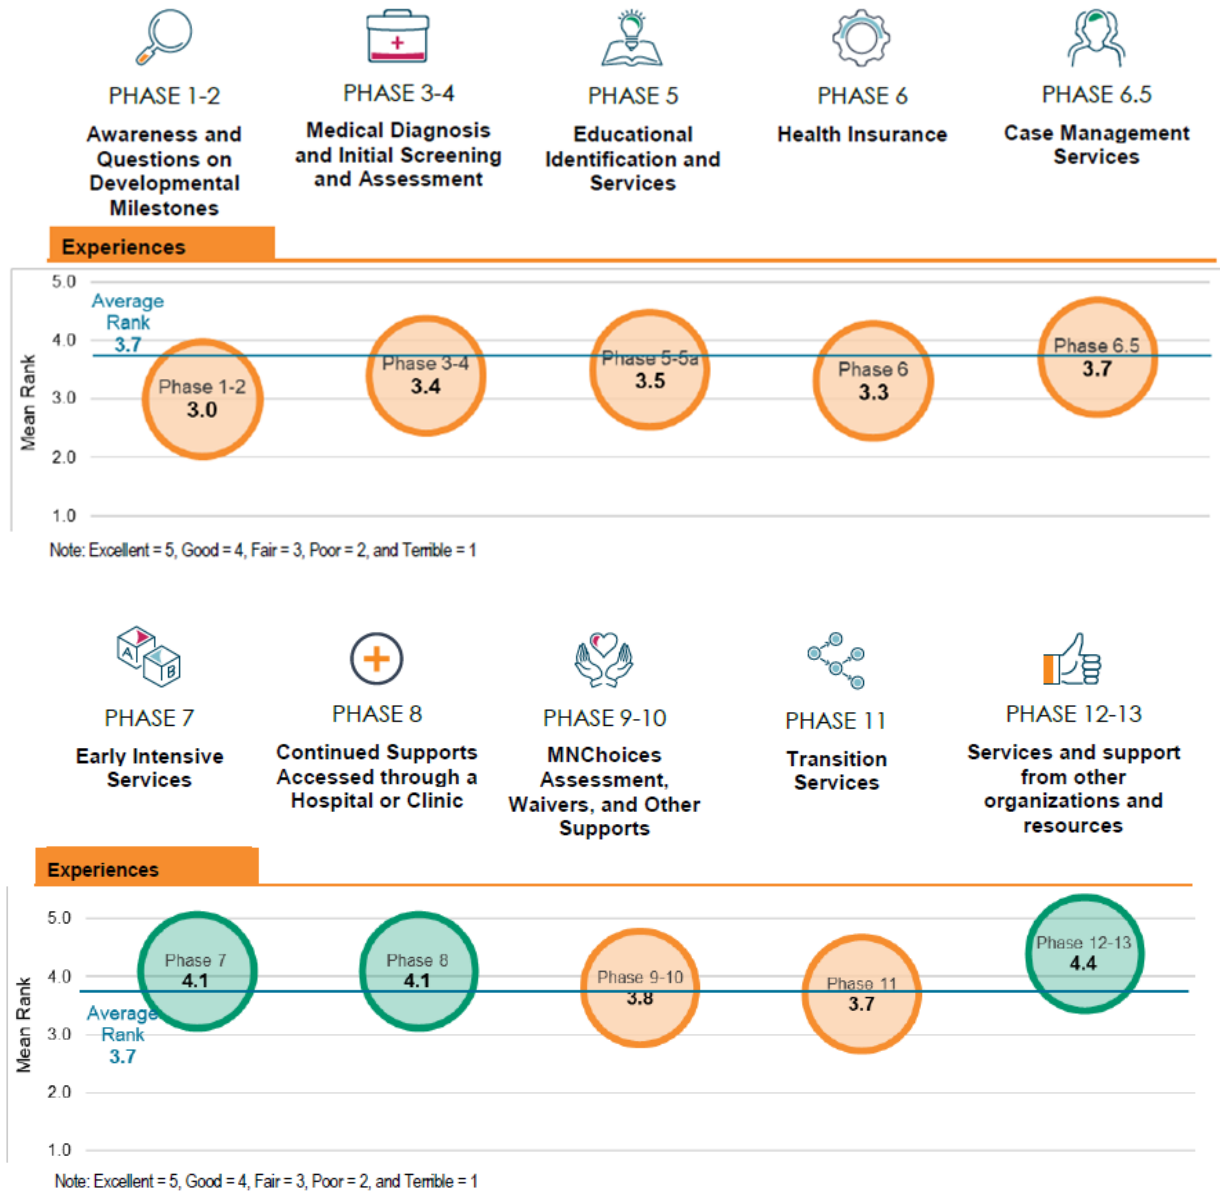 PHASE 1-2
Awareness and
Questions on
Developmental
Milestones
PHASE 3-4
Medical Diagnosis
and Initial Screening
and Assessment
PHASE 5
Educational
Identification and
Services
PHASE 6
Health Insurance
PHASE 6.5
Case Management
Services
Experiences
Mean Rank
5.0
4.0
3.0
2.0
1.0
Average
Rank
3.7
Phase 1-2
3.0
Phase 3-4
3.4
Phase 5-5a
3.5
Phase 6
3.3
Phase 6.5
3.7
Note: Excellent = 5, Good = 4, Fair = 3, Poor = 2, and Terrible = 1
A
B
PHASE 7
Early Intensive
Services
PHASE 8
Continued Supports
Accessed through a
Hospital or Clinic
PHASE 9-10
MNChoices
Assessment,
Waivers, and Other
Supports
PHASE 11
Transition
Services
PHASE 12-13
Services and support
from other
organizations and
resources
Experiences
Mean Rank
5.0
4.0
3.0
2.0
1.0
Average
Rank
3.7
Phase 7
4.1
Phase 8
4.1
Phase 9-10
3.8
Phase 11
3.7
Phase 12-13
4.4
Note: Excellent = 5, Good = 4, Fair = 3, Poor = 2, and Terrible = 1